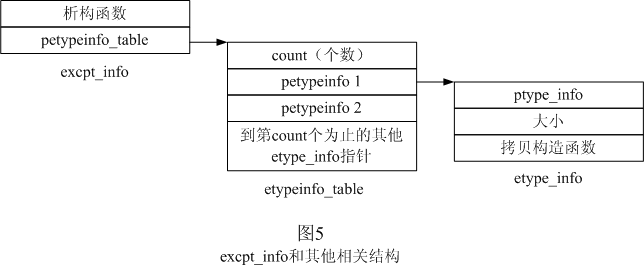 析构函数
petypeinfo_table
excpt_info
count（个数）
petypeinfo 1
petypeinfo 2
到第count个为止的其他
etype_info指针
etypeinfo_table
ptype_info
大小
拷贝构造函数
etype_info
图5
excpt_info和其他相关结构